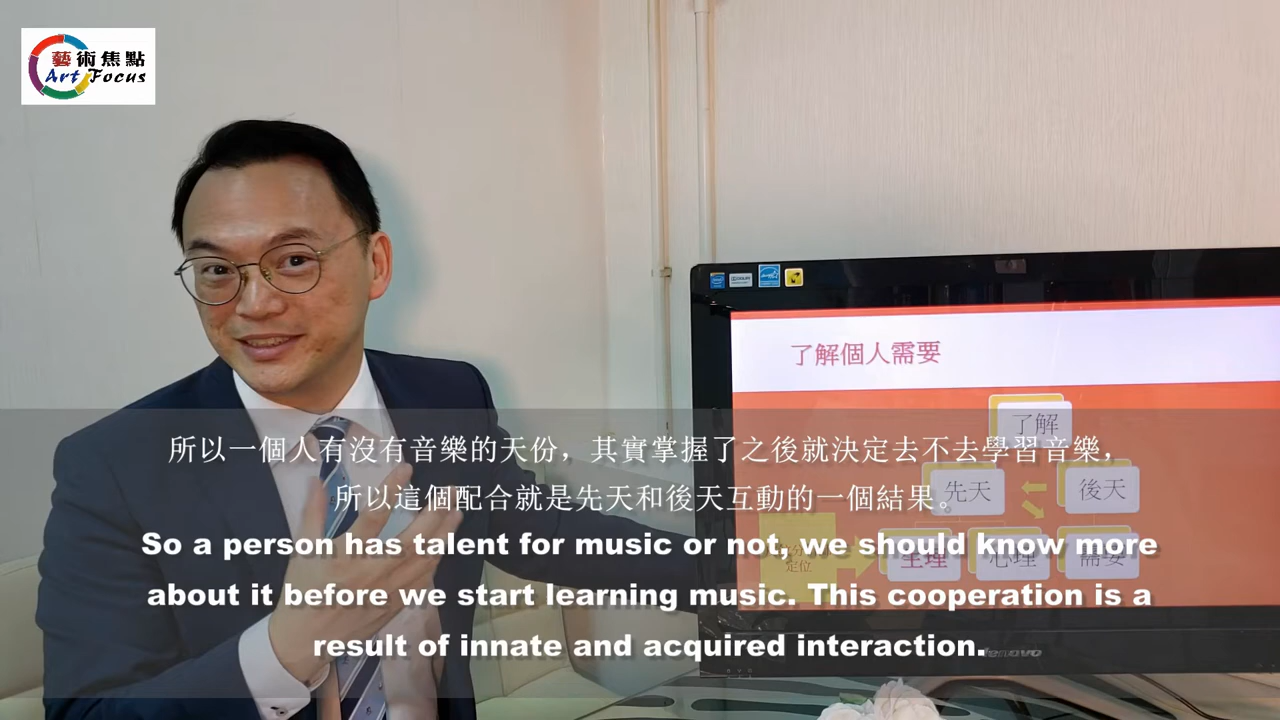 藝術焦點
Art Focus
了解個人需要
了解
先天
後天
定位
生理
心理
需要
所以一個人有沒有音樂的天份，其實掌握了之後就決定去不去學習音樂，
所以這個配合就是先天和後天互動的一個結果。
So a person has talent for music or not, we should know more
about it before we start learning music. This cooperation is a
result of innate and acquired interaction.
lenovo